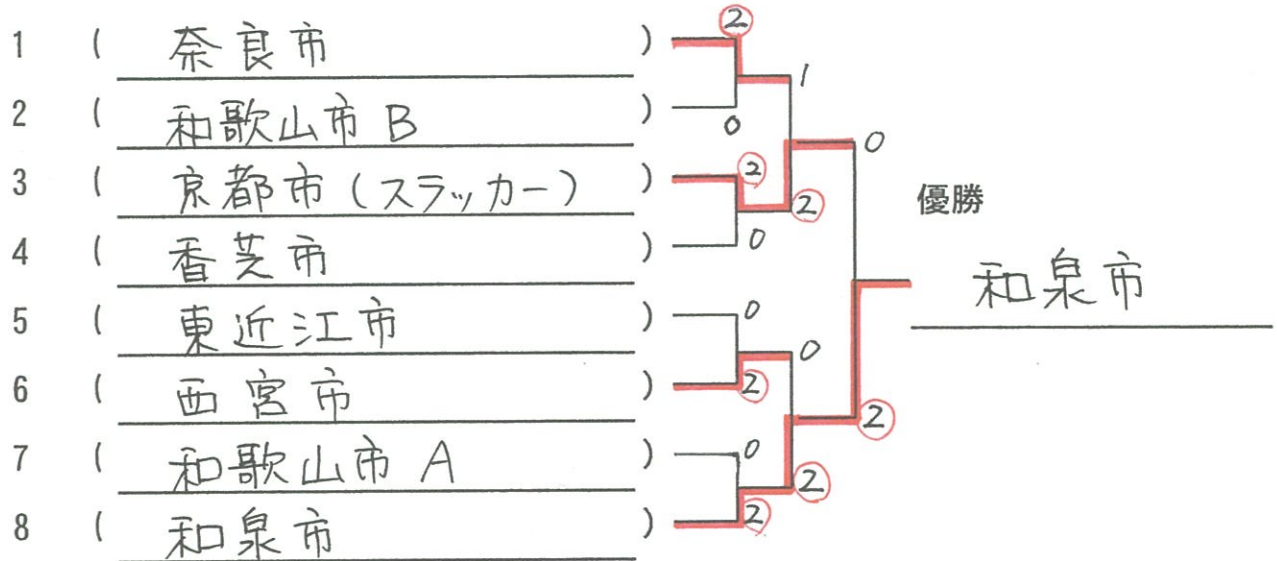 1 ( 奈良市 ) ② 1
2 ( 和歌山市 B ) 0 0
3 ( 京都市 (スラッカー) ) ② ②
優勝
4 ( 香芝市 ) 0
和泉市
5 ( 東近江市 ) 0 0
6 ( 西宮市 ) ② ②
7 ( 和歌山市 A ) 0 ②
8 ( 和泉市 ) ②